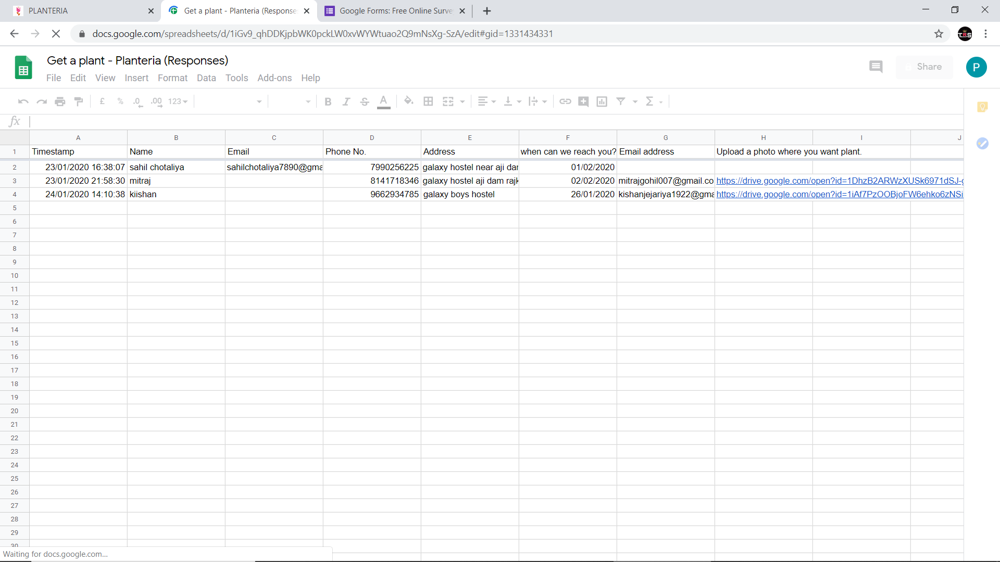 PLANTERIA
Get a plant - Planteria (Response
Google Forms: Free Online Surve
docs.google.com/spreadsheets/d/1iGv9_qhDDKjpbWK0pckLW0xvWYWtuao2Q9mNsXg-SzA/edit#gid=1331434331
T.R.S
Get a plant - Planteria (Responses)
File Edit View Insert Format Data Tools Add-ons Help
Share
P
£ % .0 .00 123 B I S A Σ
fx
A B C D E F G H I J
1 Timestamp Name Email Phone No. Address when can we reach you? Email address Upload a photo where you want plant.
2 23/01/2020 16:38:07 sahil chotaliya sahilchotaliya7890@gma 7990256225 galaxy hostel near aji dar 01/02/2020
3 23/01/2020 21:58:30 mitraj 8141718346 galaxy hostel aji dam rajk 02/02/2020 mitrajgohil007@gmail.co https://drive.google.com/open?id=1DhzB2ARWzXUSk6971dSJ-g
4 24/01/2020 14:10:38 kiishan 9662934785 galaxy boys hostel 26/01/2020 kishanjejariya1922@gma https://drive.google.com/open?id=1iAf7PzOOBjoFW6ehko6zNSi
5
6
7
8
9
10
11
12
13
14
15
16
17
18
19
20
21
22
23
24
25
26
27
28
29
30
Waiting for docs.google.com...